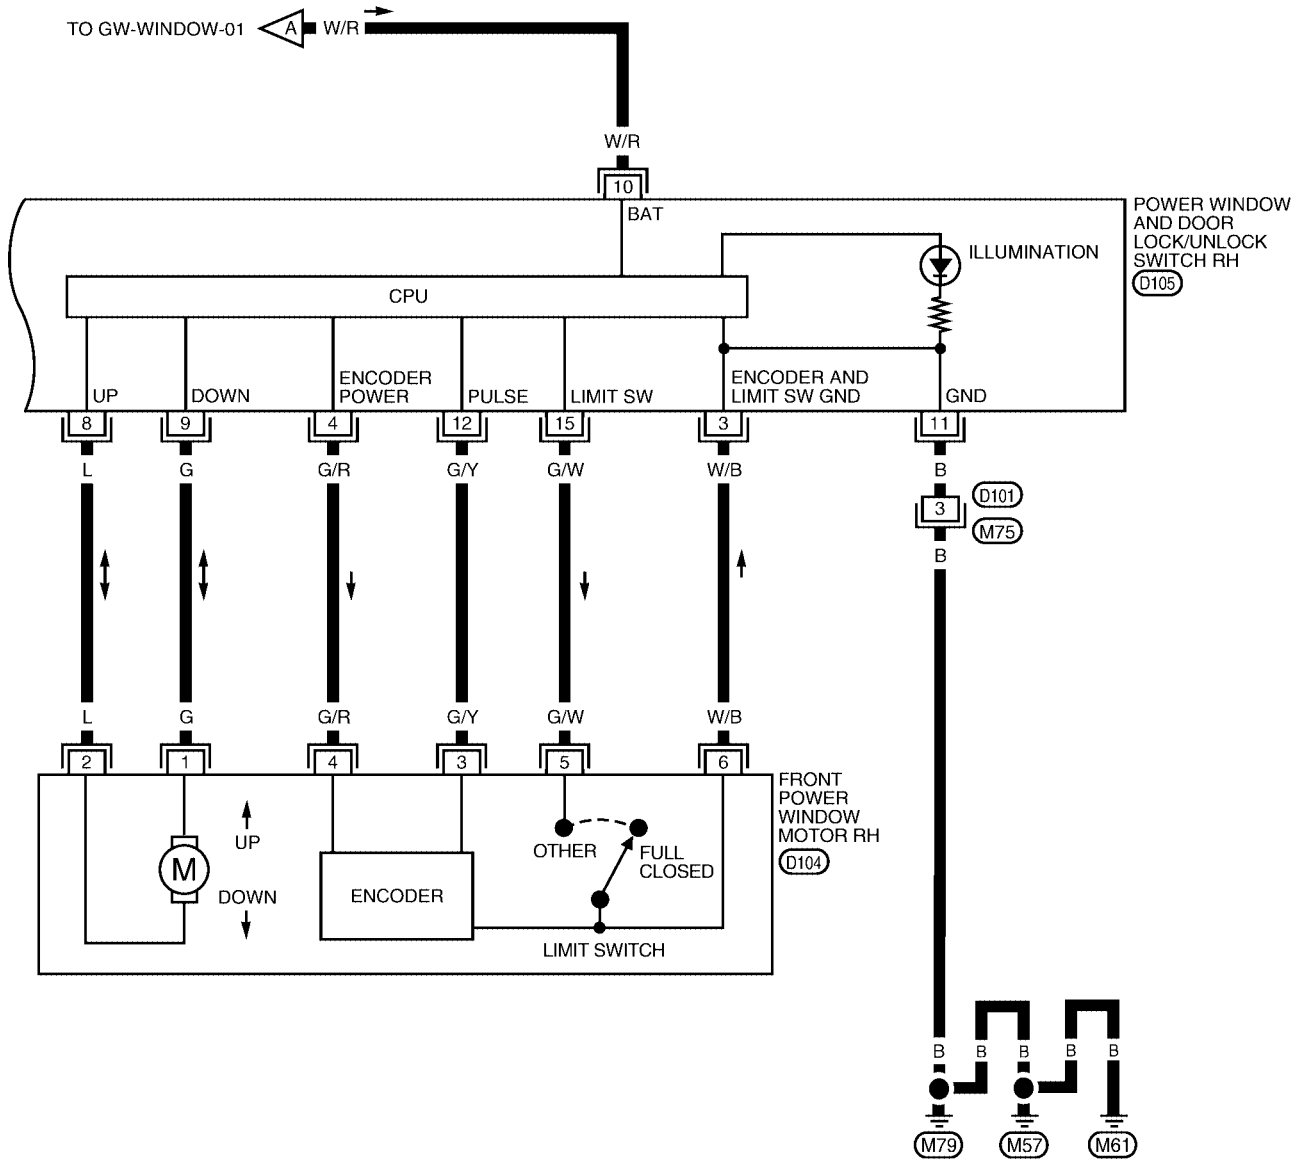 TO GW-WINDOW-01
A
W/R
W/R
10
BAT
POWER WINDOW
AND DOOR
LOCK/UNLOCK
SWITCH RH
D105
ILLUMINATION
CPU
UP
DOWN
ENCODER
POWER
PULSE
LIMIT SW
ENCODER AND
LIMIT SW GND
GND
8
9
4
12
15
3
11
L
G
G/R
G/Y
G/W
W/B
B
3
D101
M75
B
L
G
G/R
G/Y
G/W
W/B
2
1
4
3
5
6
FRONT
POWER
WINDOW
MOTOR RH
D104
UP
M
DOWN
ENCODER
OTHER
FULL
CLOSED
LIMIT SWITCH
B
B
B
B
B
M79
M57
M61